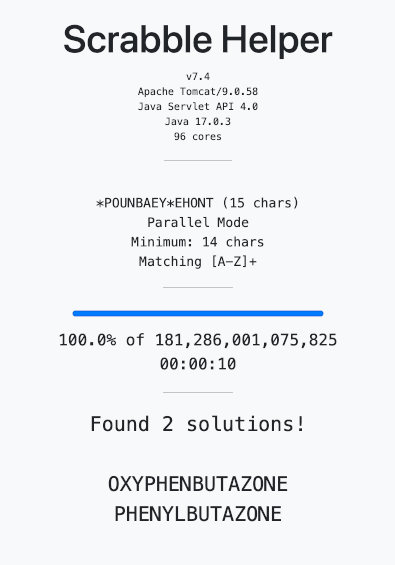 Scrabble Helper
v7.4
Apache Tomcat/9.0.58
Java Servlet API 4.0
Java 17.0.3
96 cores
*POUNBAEY*EHONT (15 chars)
Parallel Mode
Minimum: 14 chars
Matching [A-Z]+
100.0% of 181,286,001,075,825
00:00:10
Found 2 solutions!
OXYPHENBUTAZONE
PHENYLBUTAZONE